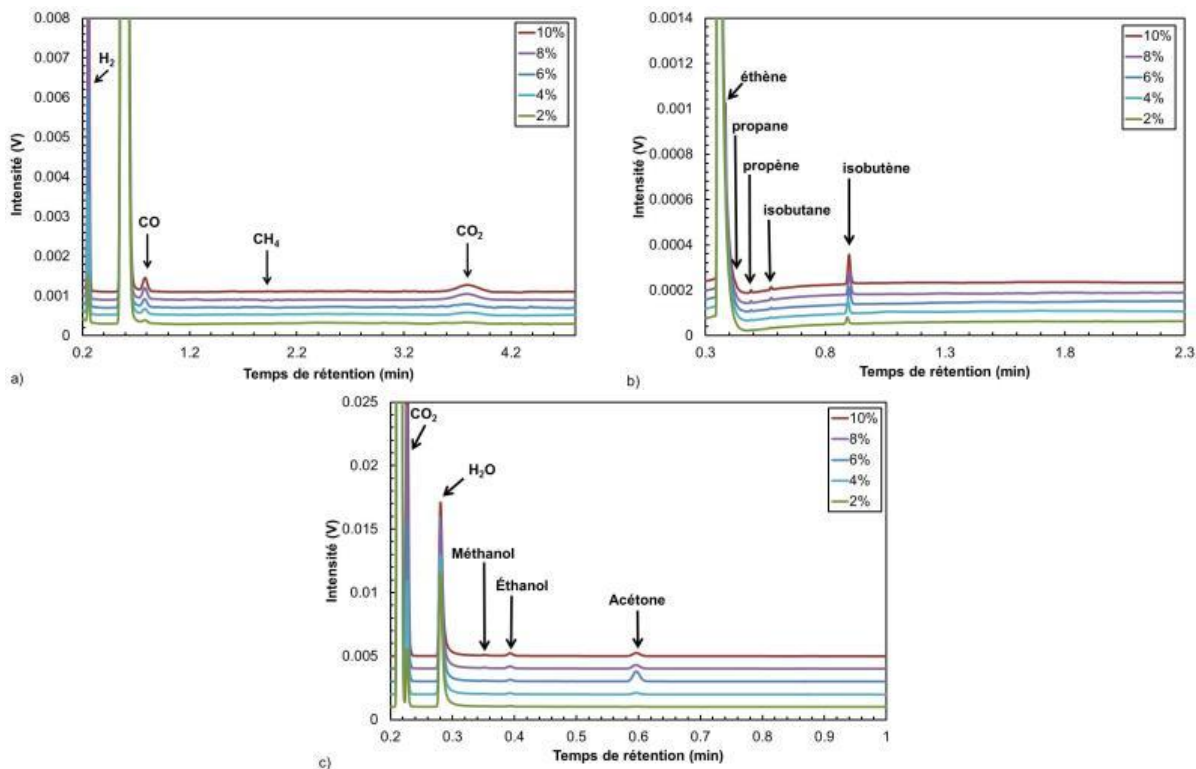 0.008
0.007
0.006
0.005
0.004
0.003
0.002
0.001
0
Intensité (V)
H2
CO
CH4
CO2
10%
8%
6%
4%
2%
0.2 1.2 2.2 3.2 4.2
Temps de rétention (min)
a)
0.0014
0.0012
0.001
0.0008
0.0006
0.0004
0.0002
0
Intensité (V)
éthène
propane
propène
isobutane
isobutène
10%
8%
6%
4%
2%
0.3 0.8 1.3 1.8 2.3
Temps de rétention (min)
b)
0.025
0.02
0.015
0.01
0.005
0
Intensité (V)
CO2
H2O
Méthanol
Éthanol
Acétone
10%
8%
6%
4%
2%
0.2 0.3 0.4 0.5 0.6 0.7 0.8 0.9 1
Temps de rétention (min)
c)